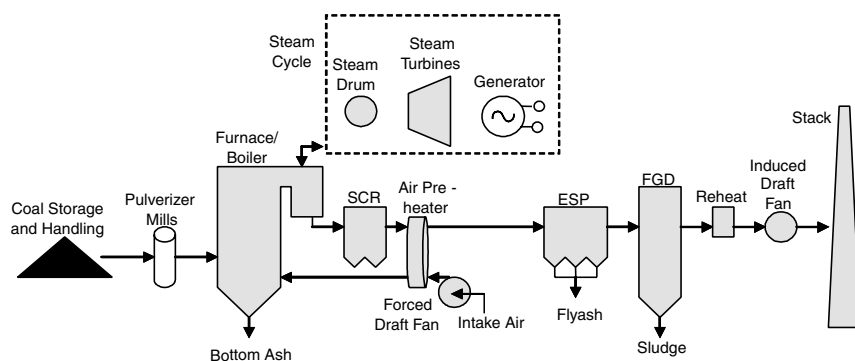 Steam
Cycle
Steam
Drum
Steam
Turbines
Generator
Furnace/
Boiler
Stack
Coal Storage
and Handling
Pulverizer
Mills
SCR
Air Pre -
heater
ESP
FGD
Reheat
Induced
Draft
Fan
Forced
Draft Fan
Intake Air
Flyash
Bottom Ash
Sludge